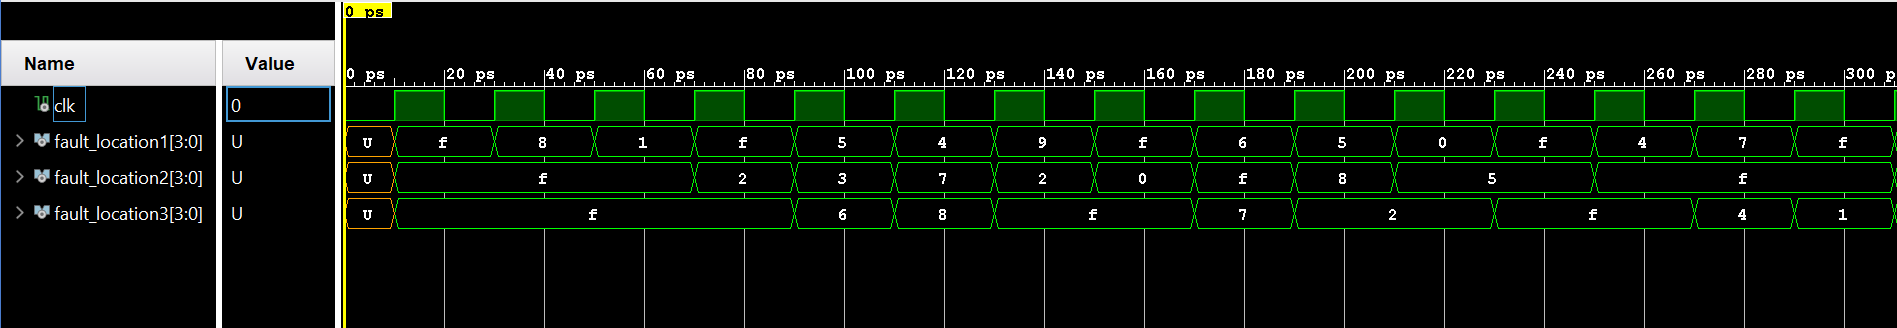 0 ps
Name Value
0 ps 20 ps 40 ps 60 ps 80 ps 100 ps 120 ps 140 ps 160 ps 180 ps 200 ps 220 ps 240 ps 260 ps 280 ps 300 ps
clk 0
fault_location1[3:0] U U f 8 1 f 5 4 9 f 6 5 0 f 4 7 f
fault_location2[3:0] U U f 2 3 7 2 0 f 8 5 f
fault_location3[3:0] U U f 6 8 f 7 2 f 4 1